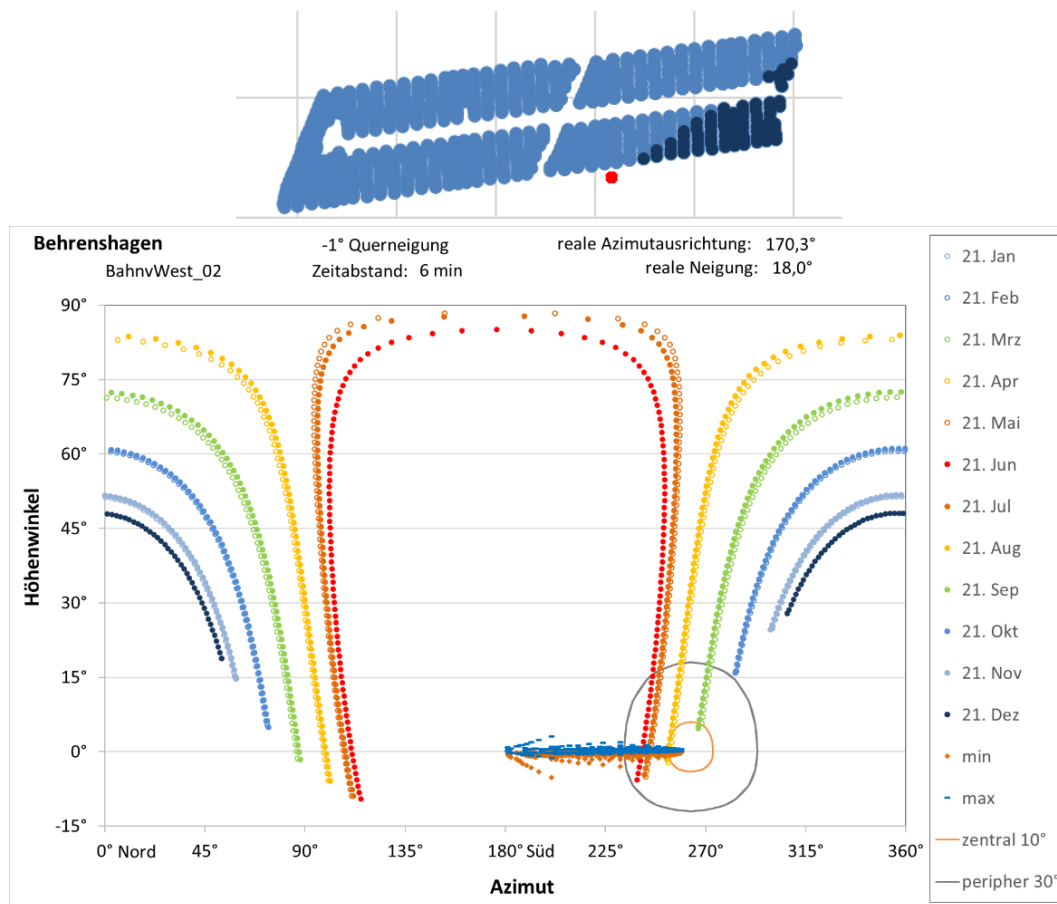 Behrenshagen
-1° Querneigung
reale Azimutausrichtung: 170,3°
BahnvWest_02
Zeitabstand: 6 min
reale Neigung: 18,0°
90°
75°
60°
45°
30°
15°
0°
-15°
Höhenwinkel
0° Nord
45°
90°
135°
180° Süd
225°
270°
315°
360°
Azimut
21. Jan
21. Feb
21. Mrz
21. Apr
21. Mai
21. Jun
21. Jul
21. Aug
21. Sep
21. Okt
21. Nov
21. Dez
min
max
zentral 10°
peripher 30°